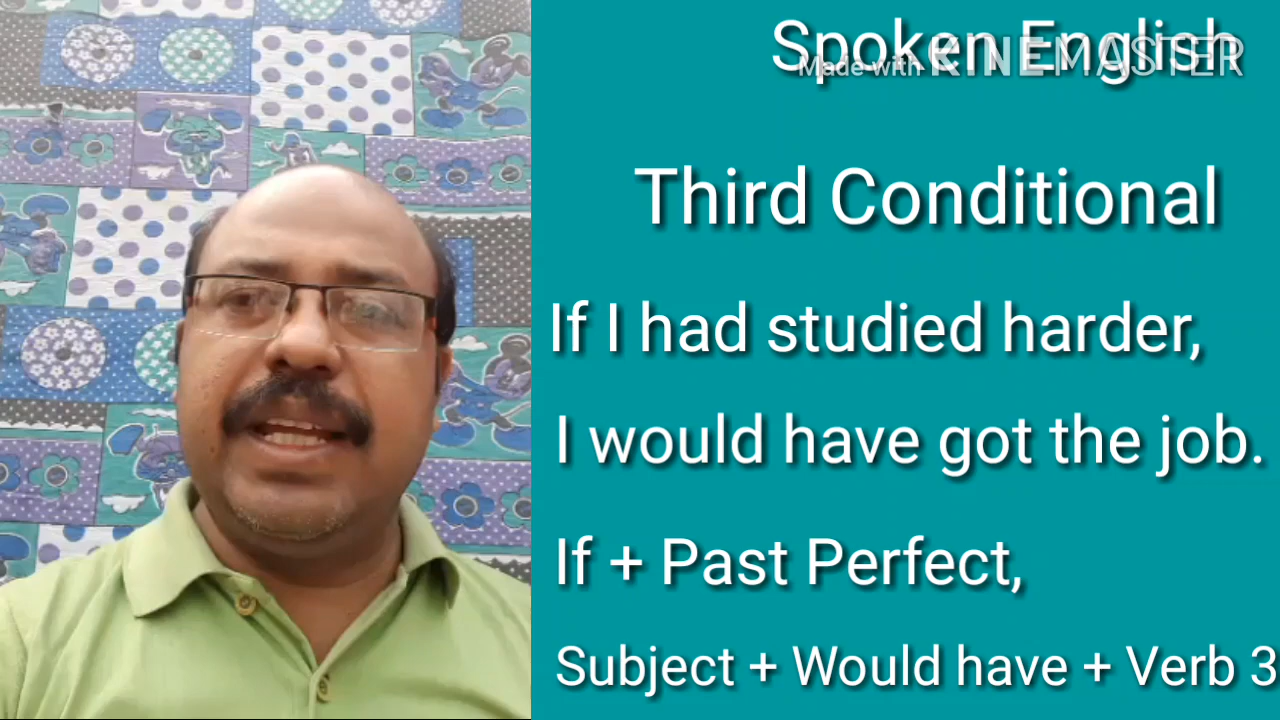 Spoken English
Made with KINEMASTER
Third Conditional
If I had studied harder,
I would have got the job.
If + Past Perfect,
Subject + Would have + Verb 3